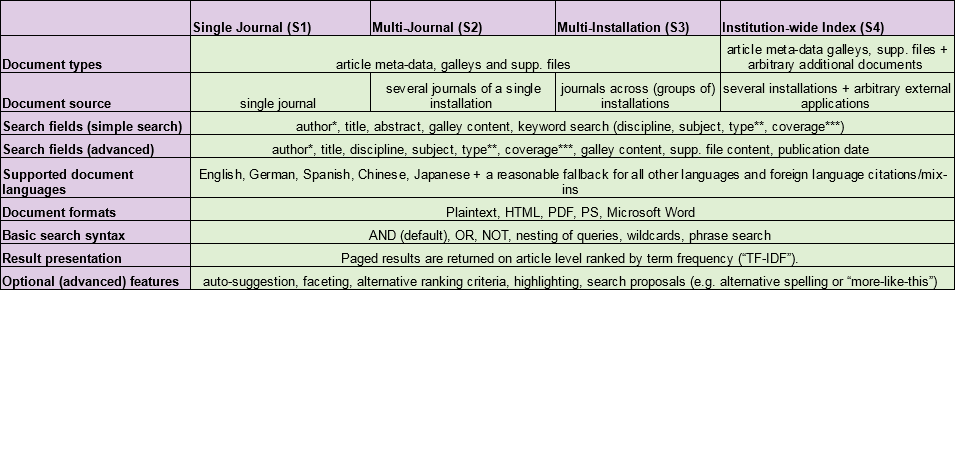 Single Journal (S1) Multi-Journal (S2) Multi-Installation (S3) Institution-wide Index (S4)
Document types article meta-data, galleys and supp. files article meta-data galleys, supp. files +
arbitrary additional documents
Document source single journal several journals of a single
installation journals across (groups of)
installations several installations + arbitrary external
applications
Search fields (simple search) author*, title, abstract, galley content, keyword search (discipline, subject, type**, coverage***)
Search fields (advanced) author*, title, discipline, subject, type**, coverage***, galley content, supp. file content, publication date
Supported document
languages English, German, Spanish, Chinese, Japanese + a reasonable fallback for all other languages and foreign language citations/mix-
ins
Document formats Plaintext, HTML, PDF, PS, Microsoft Word
Basic search syntax AND (default), OR, NOT, nesting of queries, wildcards, phrase search
Result presentation Paged results are returned on article level ranked by term frequency (“TF-IDF”).
Optional (advanced) features auto-suggestion, faceting, alternative ranking criteria, highlighting, search proposals (e.g. alternative spelling or “more-like-this”)